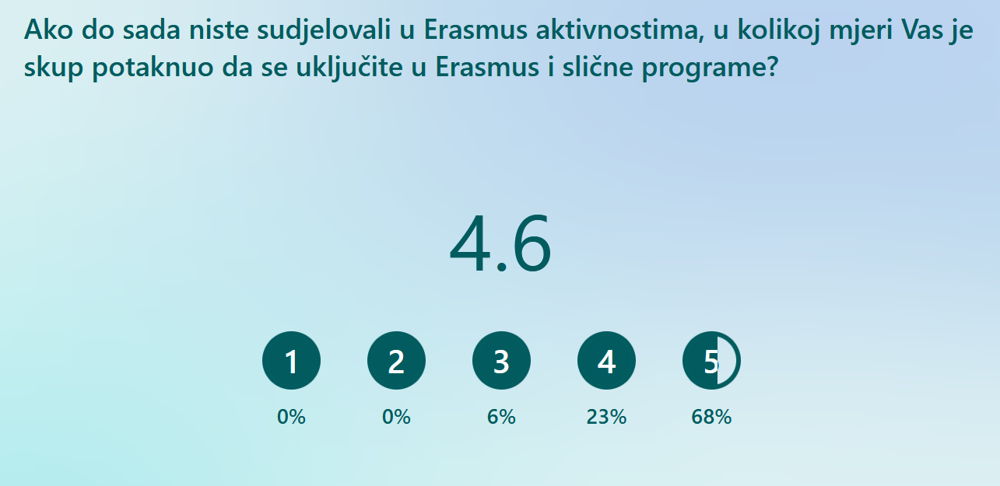 Ako do sada niste sudjelovali u Erasmus aktivnostima, u kolikoj mjeri Vas je
skup potaknuo da se uključite u Erasmus i slične programe?
4.6
1 2 3 4 5
0% 0% 6% 23% 68%